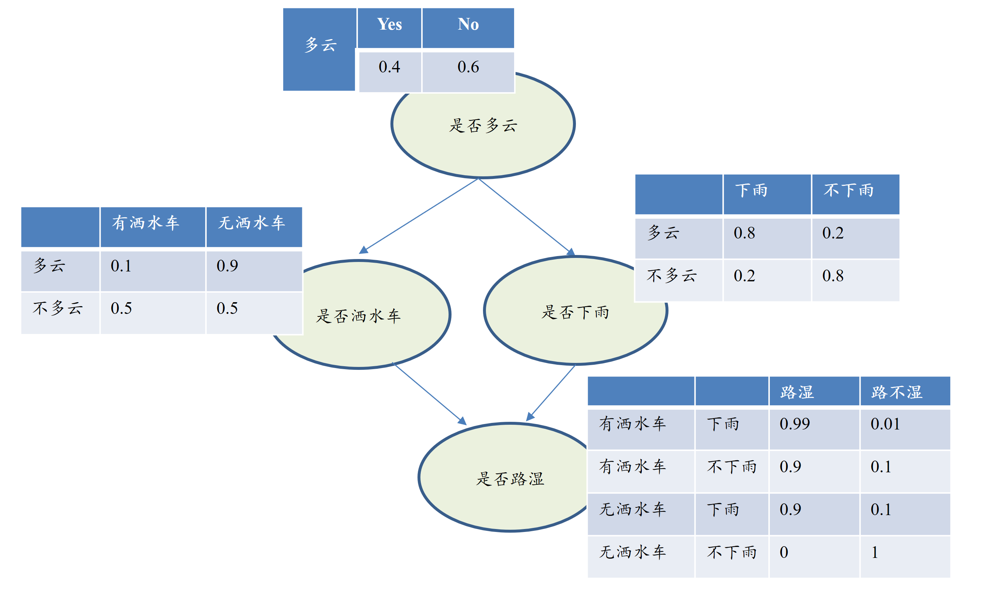 多云 Yes No
0.4 0.6
是否多云
下雨 不下雨
多云 0.8 0.2
不多云 0.2 0.8
有洒水车 无洒水车
多云 0.1 0.9
不多云 0.5 0.5
是否洒水车
是否下雨
路湿 路不湿
有洒水车 下雨 0.99 0.01
有洒水车 不下雨 0.9 0.1
无洒水车 下雨 0.9 0.1
无洒水车 不下雨 0 1
是否路湿